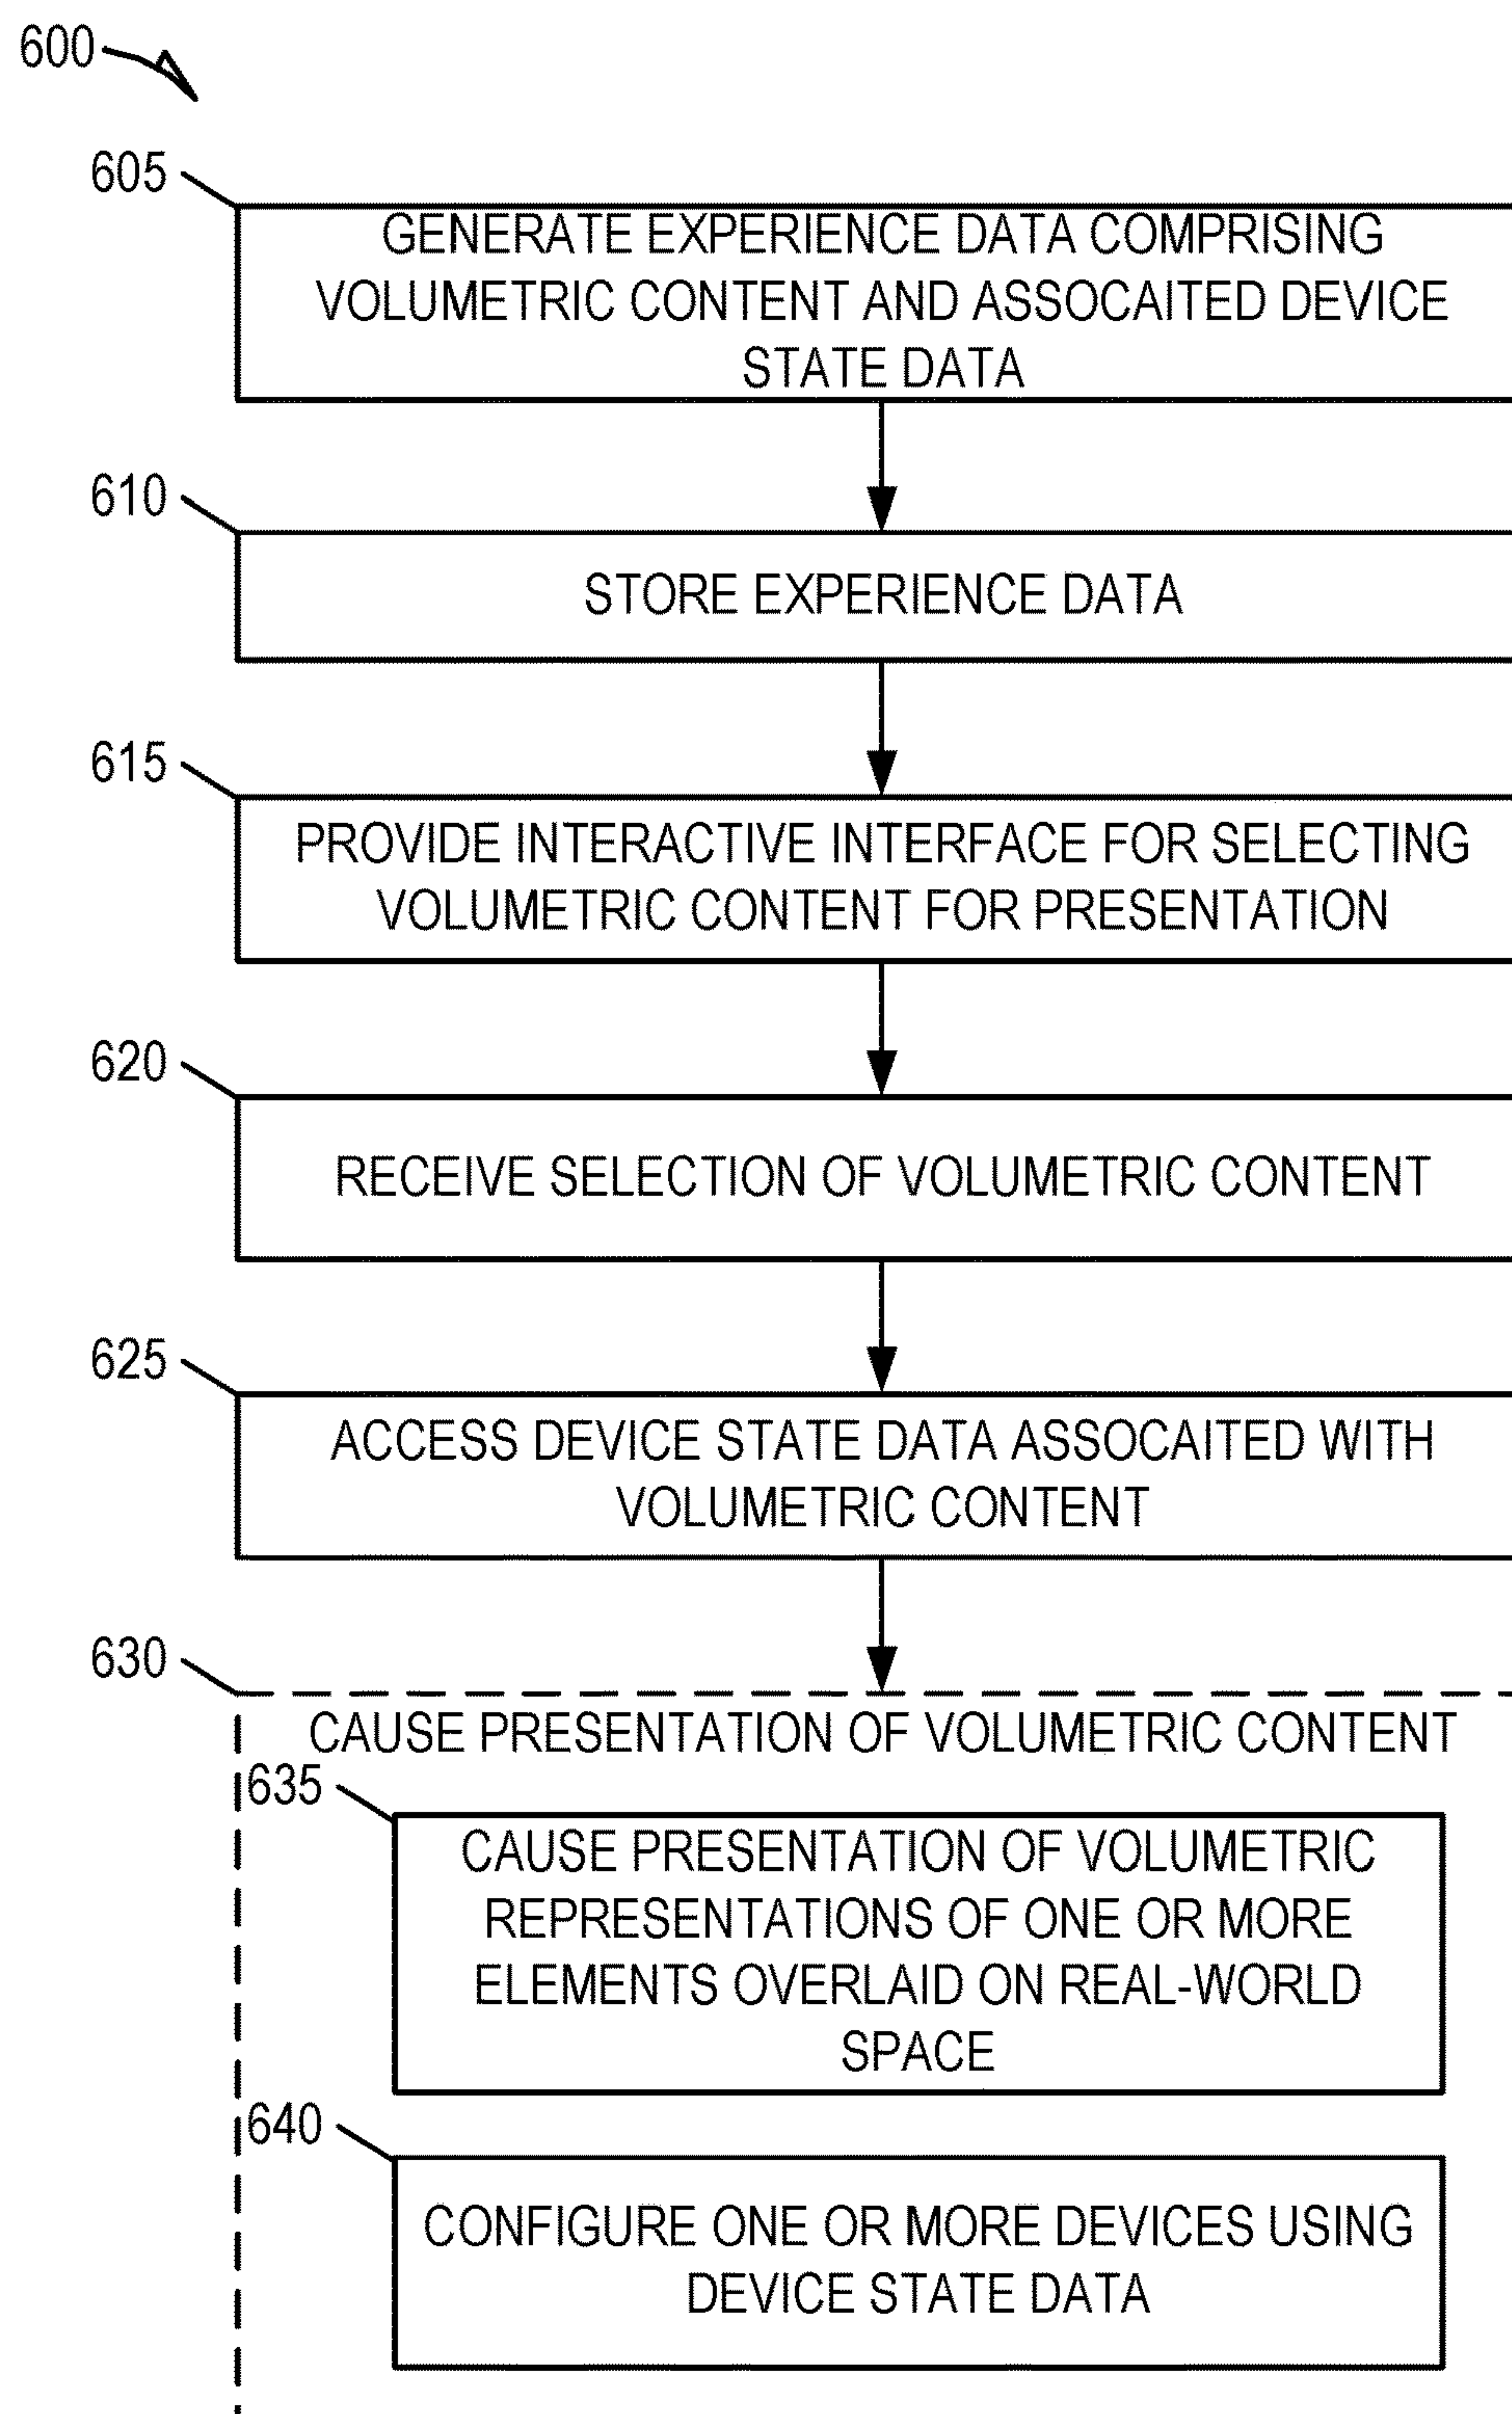 600
605
GENERATE EXPERIENCE DATA COMPRISING
VOLUMETRIC CONTENT AND ASSOCAITED DEVICE
STATE DATA
610
STORE EXPERIENCE DATA
615
PROVIDE INTERACTIVE INTERFACE FOR SELECTING
VOLUMETRIC CONTENT FOR PRESENTATION
620
RECEIVE SELECTION OF VOLUMETRIC CONTENT
625
ACCESS DEVICE STATE DATA ASSOCAITED WITH
VOLUMETRIC CONTENT
630
CAUSE PRESENTATION OF VOLUMETRIC CONTENT
635
CAUSE PRESENTATION OF VOLUMETRIC
REPRESENTATIONS OF ONE OR MORE
ELEMENTS OVERLAID ON REAL-WORLD
SPACE
640
CONFIGURE ONE OR MORE DEVICES USING
DEVICE STATE DATA